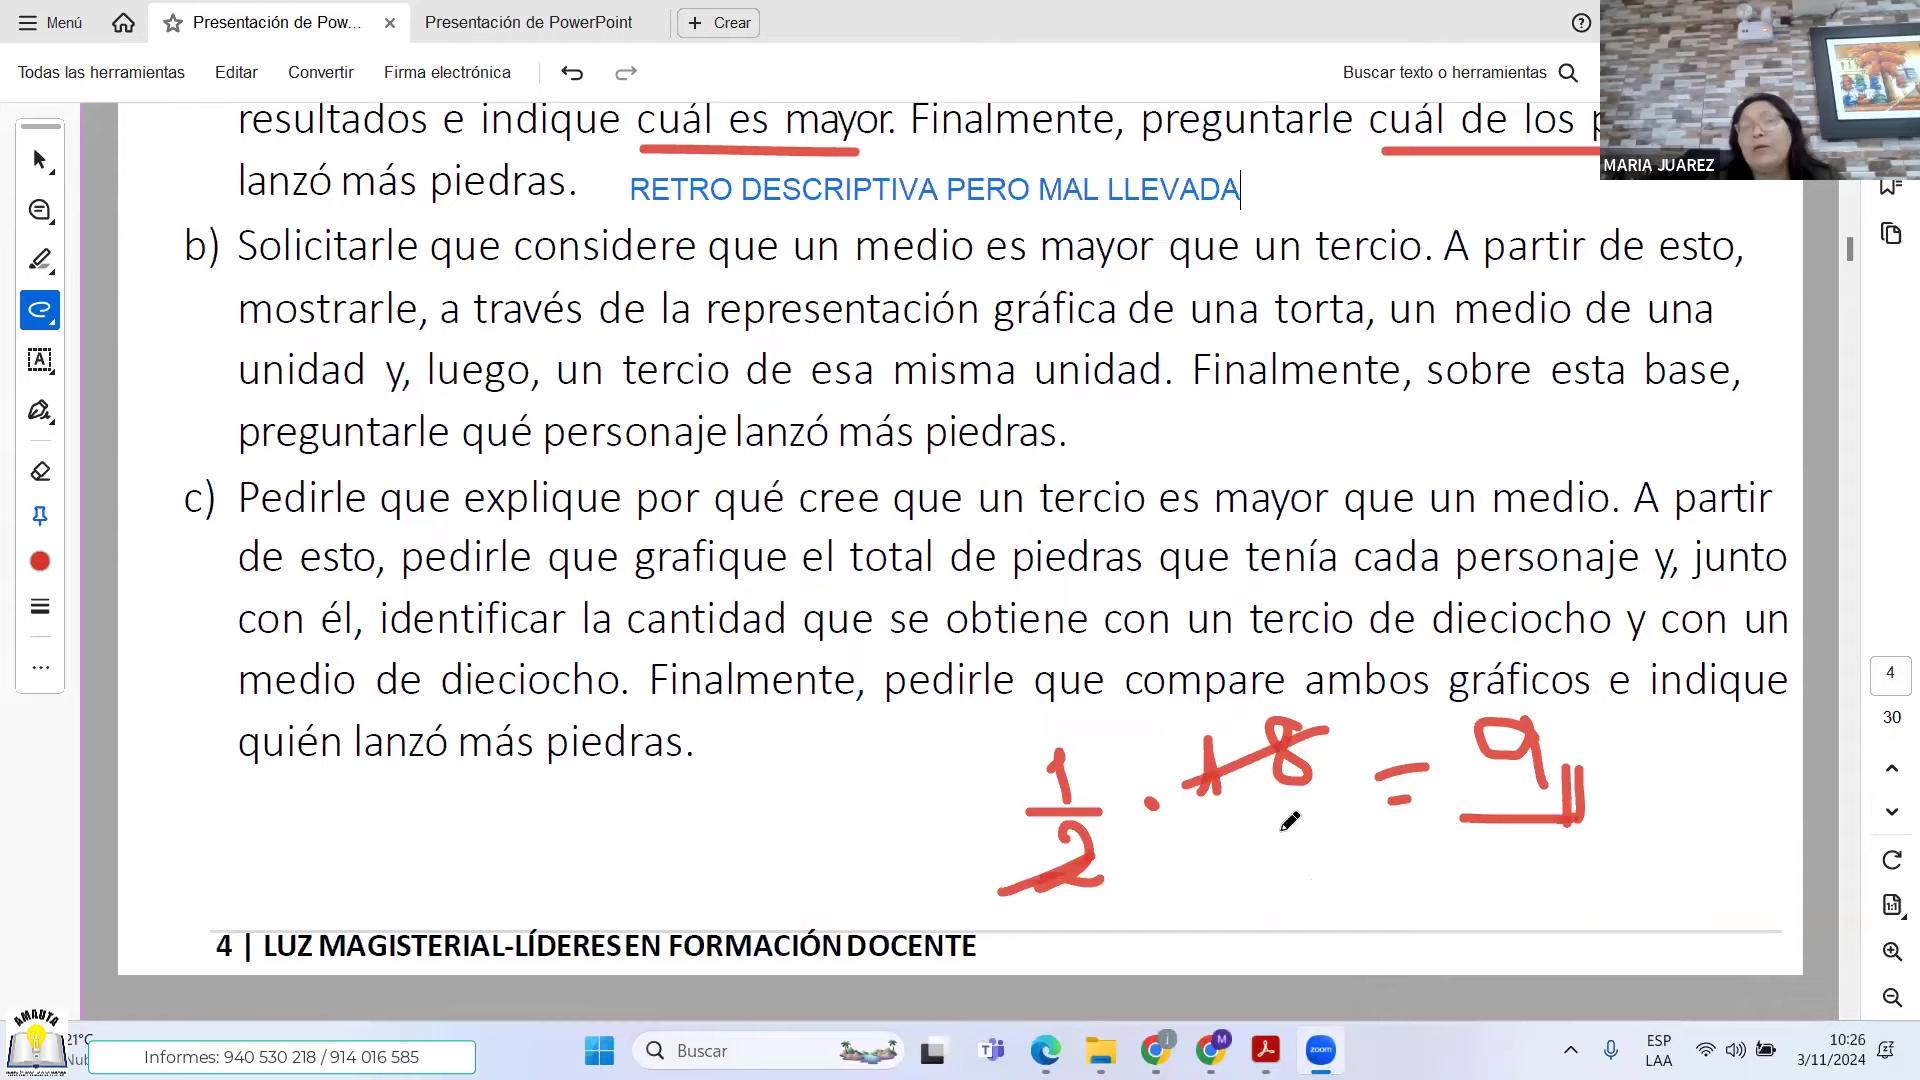 Menú
Presentación de Pow...
Presentación de PowerPoint
Crear
Todas las herramientas
Editar
Convertir
Firma electrónica
Buscar texto o herramientas
MARIA JUAREZ
resultados e indique cuál es mayor. Finalmente, preguntarle cuál de los
lanzó más piedras.
RETRO DESCRIPTIVA PERO MAL LLEVADA
b) Solicitarle que considere que un medio es mayor que un tercio. A partir de esto,
mostrarle, a través de la representación gráfica de una torta, un medio de una
unidad y, luego, un tercio de esa misma unidad. Finalmente, sobre esta base,
preguntarle qué personaje lanzó más piedras.
c) Pedirle que explique por qué cree que un tercio es mayor que un medio. A partir
de esto, pedirle que grafique el total de piedras que tenía cada personaje y, junto
con él, identificar la cantidad que se obtiene con un tercio de dieciocho y con un
medio de dieciocho. Finalmente, pedirle que compare ambos gráficos e indique
quién lanzó más piedras.
1/2 . 18 = 9
4 | LUZ MAGISTERIAL-LÍDERES EN FORMACIÓN DOCENTE
4
30
AMAUTA
21°C
Informes: 940 530 218 / 914 016 585
Buscar
zoom
ESP
LAA
10:26
3/11/2024